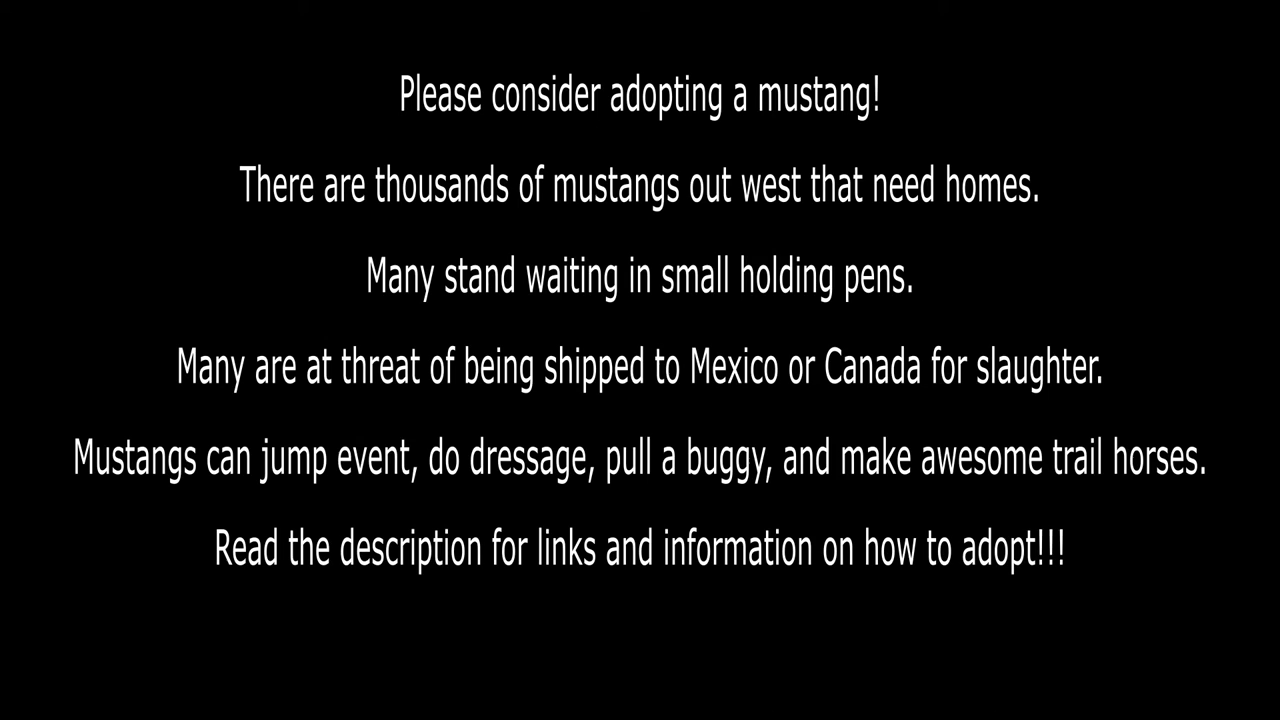 Please consider adopting a mustang!
There are thousands of mustangs out west that need homes.
Many stand waiting in small holding pens.
Many are at threat of being shipped to Mexico or Canada for slaughter.
Mustangs can jump event, do dressage, pull a buggy, and make awesome trail horses.
Read the description for links and information on how to adopt!!!